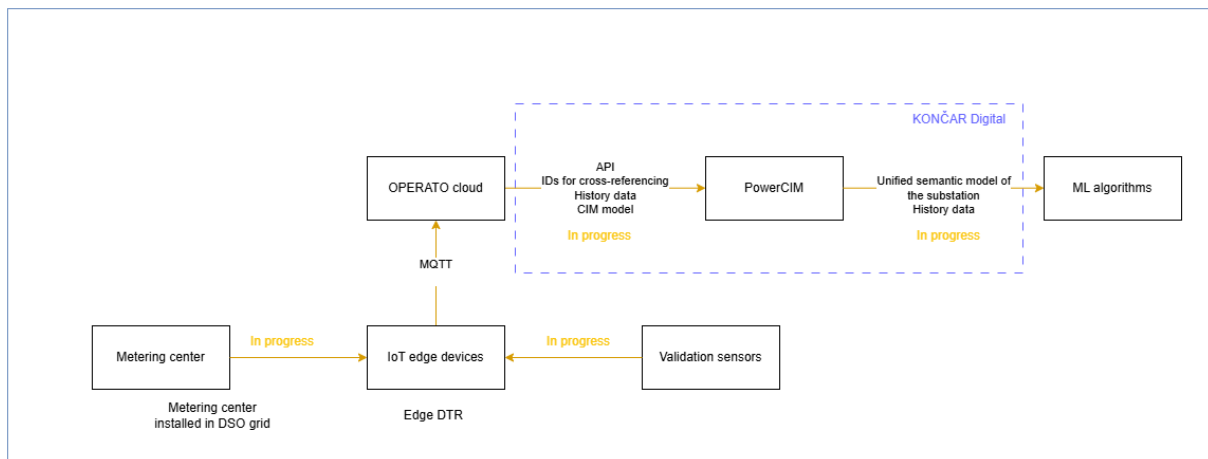 KONČAR Digital
OPERATO cloud
API
IDs for cross-referencing
History data
CIM model
In progress
PowerCIM
Unified semantic model of
the substation
History data
In progress
ML algorithms
MQTT
Metering center
In progress
IoT edge devices
In progress
Validation sensors
Metering center
installed in DSO grid
Edge DTR